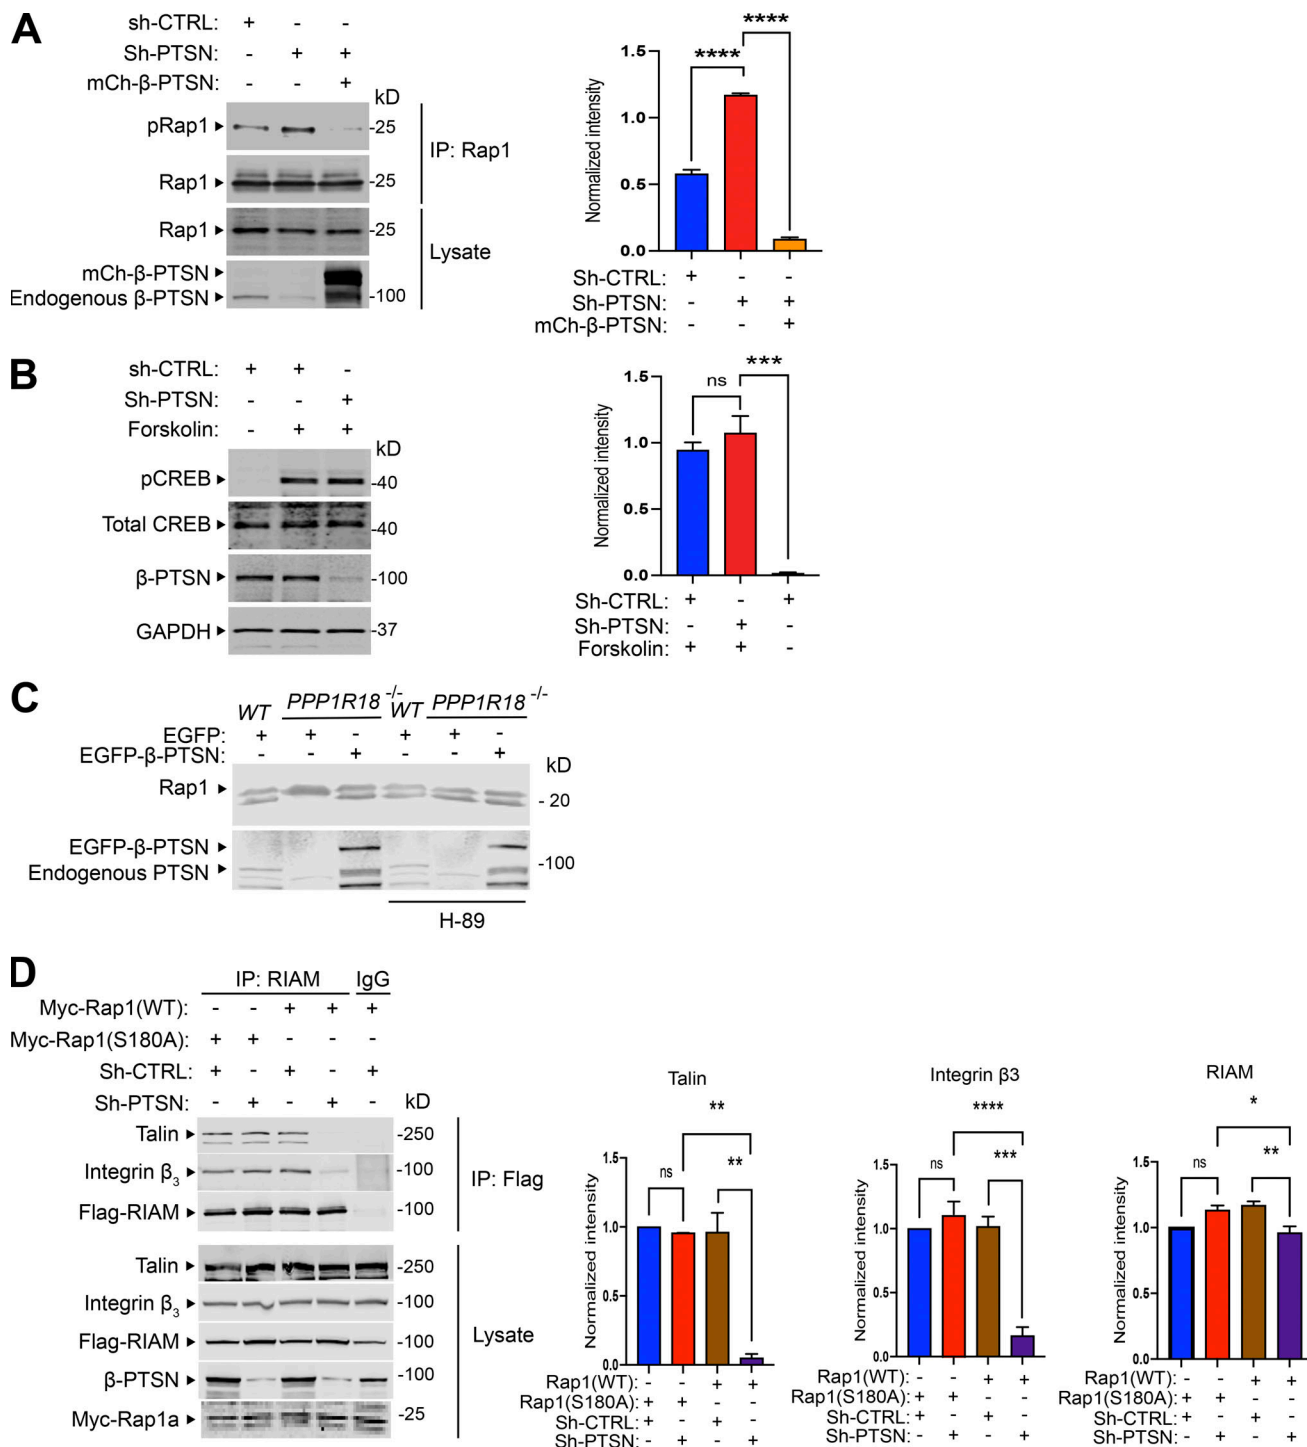 A
sh-CTRL: + - -
Sh-PTSN: - + +
mCh-β-PTSN: - - +
kD
pRap1 -25
Rap1 -25
IP: Rap1
Rap1 -25
mCh-β-PTSN
Endogenous β-PTSN -100
Lysate
Normalized intensity
1.5
1.0
0.5
0.0
****
****
Sh-CTRL: + - -
Sh-PTSN: - + +
mCh-β-PTSN: - - +
B
sh-CTRL: + + -
Sh-PTSN: - - +
Forskolin: - + +
kD
pCREB -40
Total CREB -40
β-PTSN -100
GAPDH -37
Normalized intensity
1.5
1.0
0.5
0.0
ns
***
Sh-CTRL: + - +
Sh-PTSN: - + -
Forskolin: + + -
C
WT PPP1R18 -/- WT PPP1R18 -/-
EGFP: + + - + + -
EGFP-β-PTSN: - - + - - +
kD
Rap1 - 20
EGFP-β-PTSN
Endogenous PTSN -100
H-89
D
IP: RIAM IgG
Myc-Rap1(WT): - - + + +
Myc-Rap1(S180A): + + - - -
Sh-CTRL: + - + - +
Sh-PTSN: - + - + -
kD
Talin -250
Integrin β3 -100
Flag-RIAM -100
IP: Flag
Talin -250
Integrin β3 -100
Flag-RIAM -100
β-PTSN -100
Myc-Rap1a -25
Lysate
Talin
Normalized intensity
1.5
1.0
0.5
0.0
ns
**
**
Rap1(WT): - - + +
Rap1(S180A): + + - -
Sh-CTRL: + - + -
Sh-PTSN: - + - +
Integrin β3
Normalized intensity
1.5
1.0
0.5
0.0
ns
****
***
Rap1(WT): - - + +
Rap1(S180A): + + - -
Sh-CTRL: + - + -
Sh-PTSN: - + - +
RIAM
Normalized intensity
1.5
1.0
0.5
0.0
ns
*
**
Rap1(WT): - - + +
Rap1(S180A): + + - -
Sh-CTRL: + - + -
Sh-PTSN: - + - +